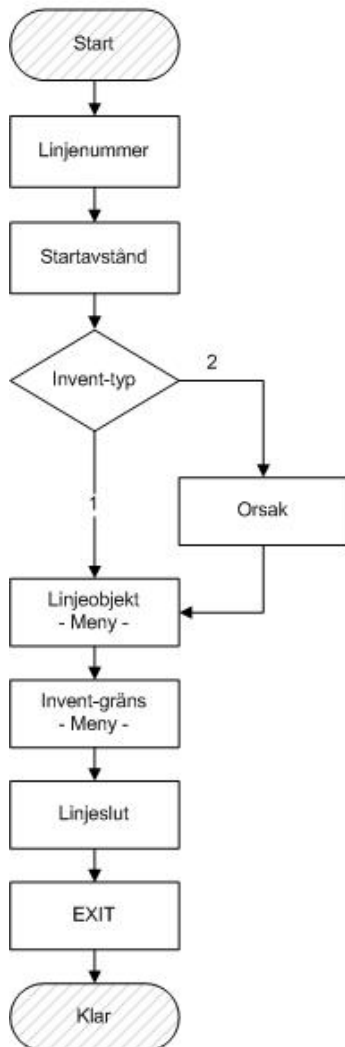 Start
Linjenummer
Startavstånd
Invent-typ
2
1
Orsak
Linjeobjekt
- Meny -
Invent-gräns
- Meny -
Linjeslut
EXIT
Klar